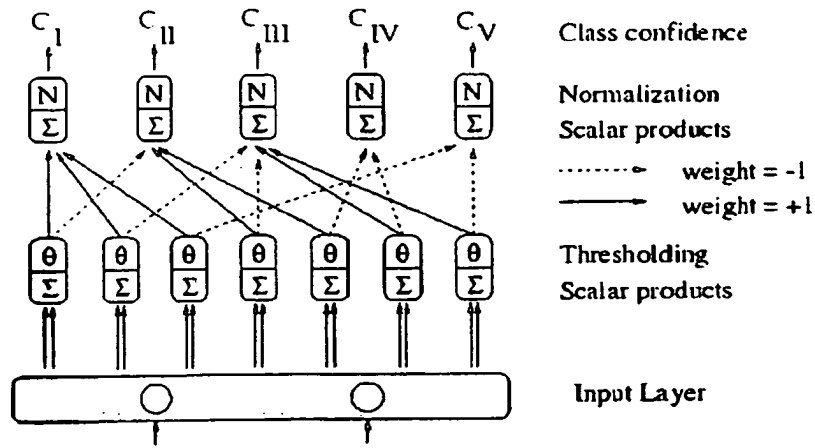 C_I C_II C_III C_IV C_V Class confidence
N N N N N Normalization
Σ Σ Σ Σ Σ Scalar products
weight = -1
weight = +1
θ θ θ θ θ θ θ Thresholding
Σ Σ Σ Σ Σ Σ Σ Scalar products
Input Layer